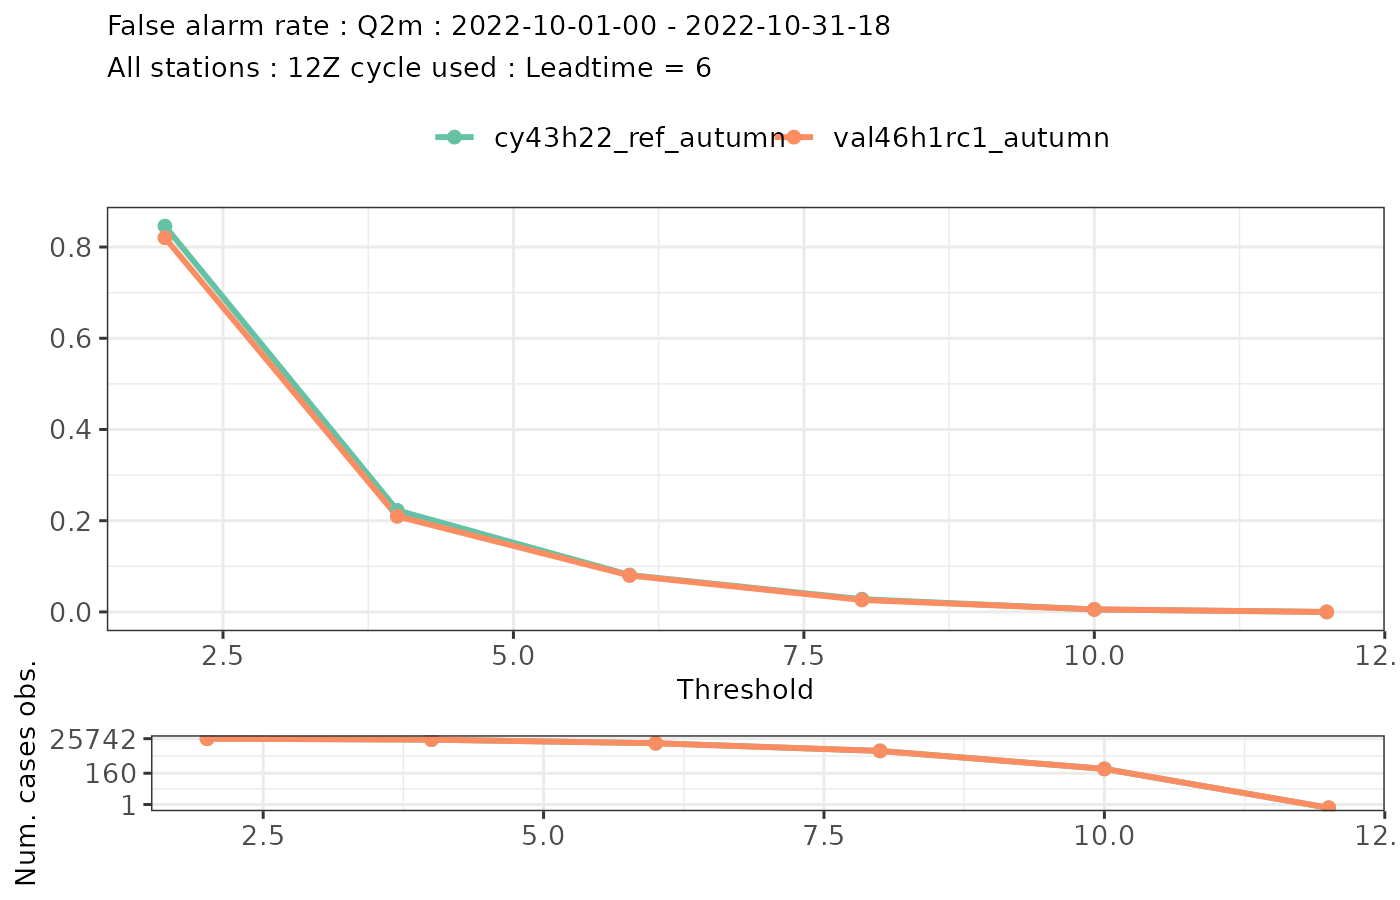 False alarm rate : Q2m : 2022-10-01-00 - 2022-10-31-18
All stations : 12Z cycle used : Leadtime = 6
cy43h22_ref_autumn val46h1rc1_autumn
0.8
0.6
0.4
0.2
0.0
2.5 5.0 7.5 10.0 12.
Threshold
Num. cases obs.
25742
160
1
2.5 5.0 7.5 10.0 12.